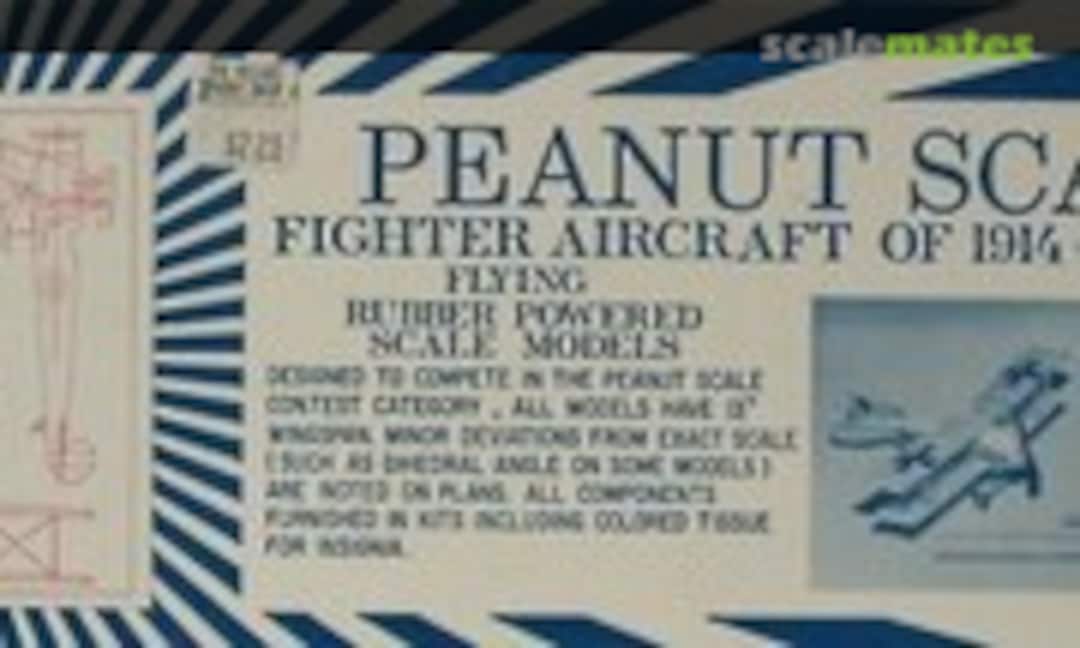 scalemates
PEANUT SCA
FIGHTER AIRCRAFT OF 1914 -
FLYING
RUBBER POWERED
SCALE MODELS
DESIGNED TO COMPETE IN THE PEANUT SCALE
CONTEST CATEGORY , ALL MODELS HAVE 13"
WINGSPAN. MINOR DEVIATIONS FROM EXACT SCALE
(SUCH AS DIHEDRAL ANGLE ON SOME MODELS)
ARE NOTED ON PLANS. ALL COMPONENTS
FURNISHED IN KITS INCLUDING COLORED TISSUE
FOR INSIGNIA.